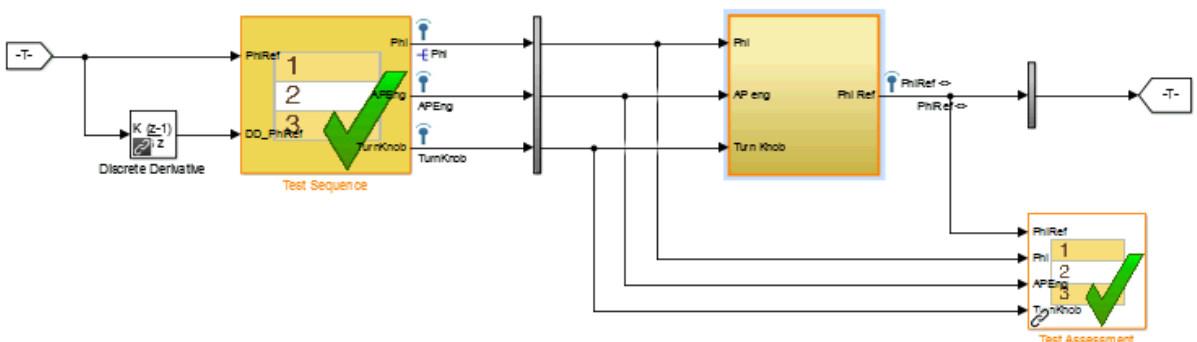 -T-
K (z-1)
z
Discrete Derivative
PhiRef
DD_PhiRef
1
2
3
Phi
APEng
TurnKnob
Phi
APEng
TurnKnob
Test Sequence
Phi
AP eng
Turn Knob
Phi Ref
PhiRef <>
PhiRef <>
-T-
PhiRef
Phi
APEng
TurnKnob
1
2
3
Test Assessment